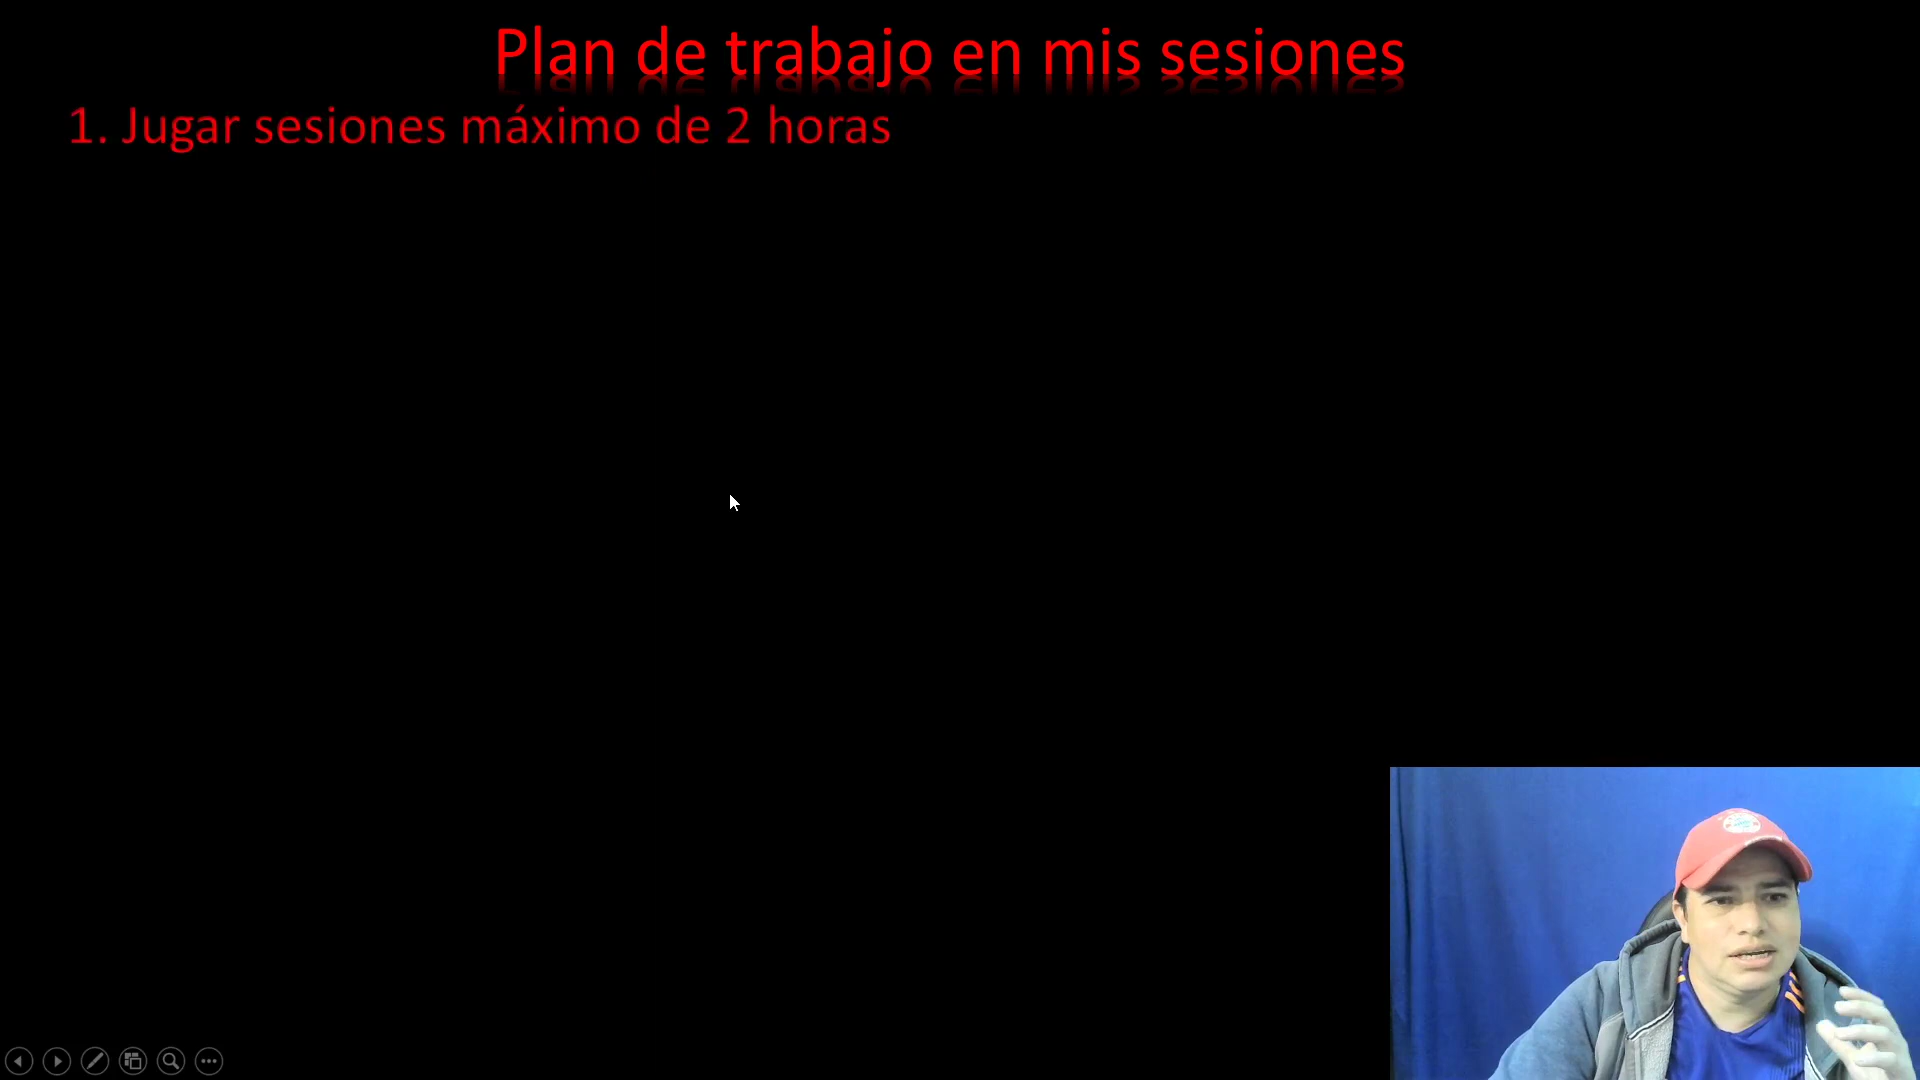 Plan de trabajo en mis sesiones
1. Jugar sesiones máximo de 2 horas